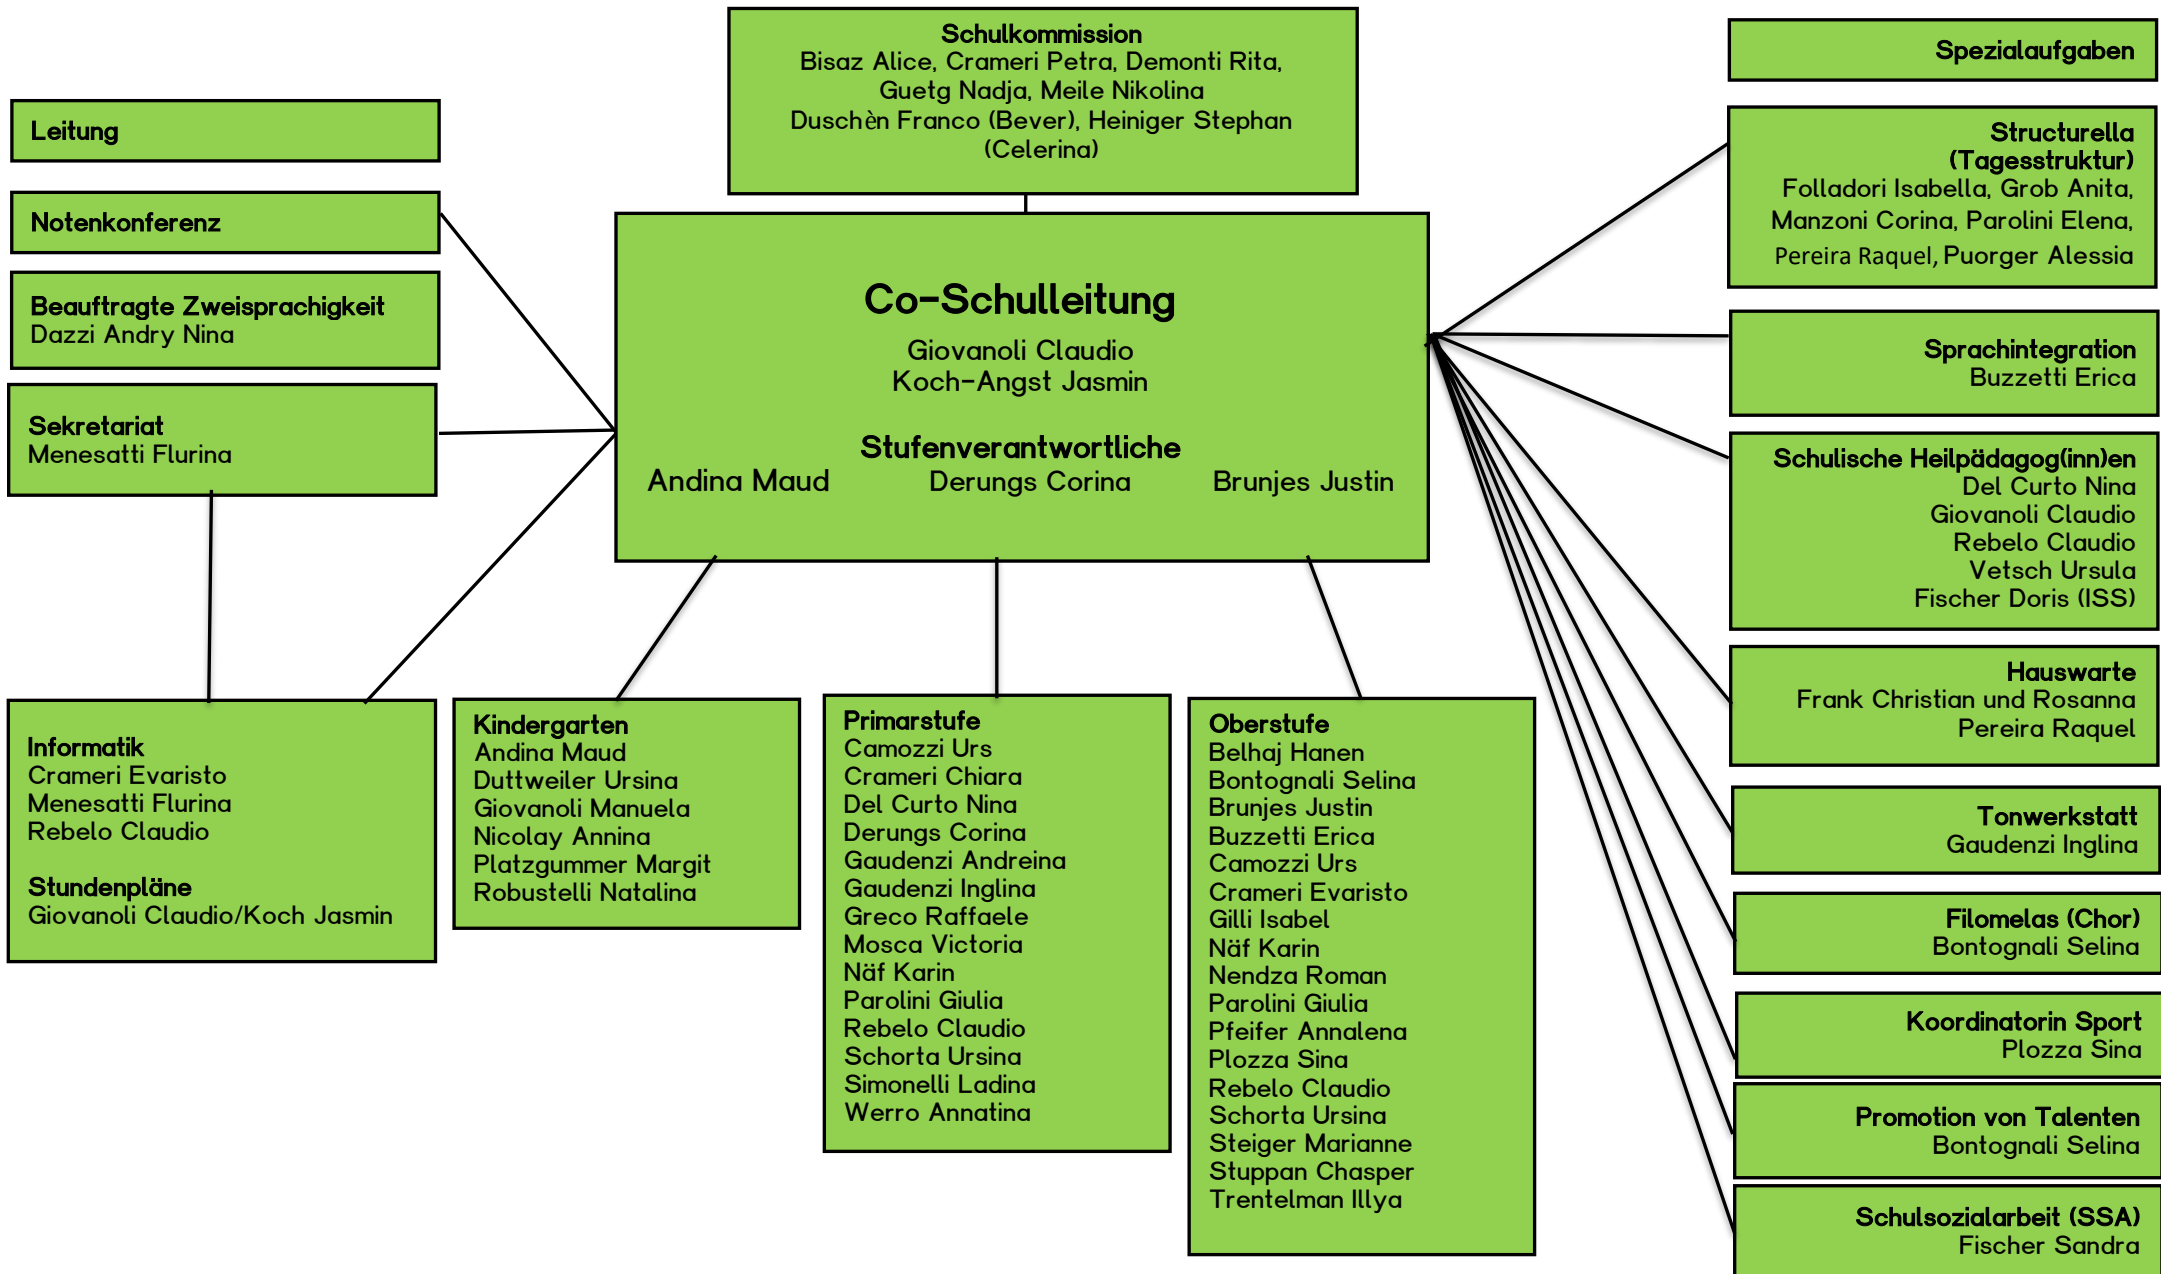 Schulkommission
Bisaz Alice, Crameri Petra, Demonti Rita,
Guetg Nadja, Meile Nikolina
Duschèn Franco (Bever), Heiniger Stephan
(Celerina)
Leitung
Notenkonferenz
Beauftragte Zweisprachigkeit
Dazzi Andry Nina
Sekretariat
Menesatti Flurina
Co-Schulleitung
Giovanoli Claudio
Koch-Angst Jasmin
Stufenverantwortliche
Andina Maud Derungs Corina Brunjes Justin
Informatik
Crameri Evaristo
Menesatti Flurina
Rebelo Claudio
Stundenpläne
Giovanoli Claudio/Koch Jasmin
Kindergarten
Andina Maud
Duttweiler Ursina
Giovanoli Manuela
Nicolay Annina
Platzgummer Margit
Robustelli Natalina
Primarstufe
Camozzi Urs
Crameri Chiara
Del Curto Nina
Derungs Corina
Gaudenzi Andreina
Gaudenzi Inglina
Greco Raffaele
Mosca Victoria
Näf Karin
Parolini Giulia
Rebelo Claudio
Schorta Ursina
Simonelli Ladina
Werro Annatina
Oberstufe
Belhaj Hanen
Bontognali Selina
Brunjes Justin
Buzzetti Erica
Camozzi Urs
Crameri Evaristo
Gilli Isabel
Näf Karin
Nendza Roman
Parolini Giulia
Pfeifer Annalena
Plozza Sina
Rebelo Claudio
Schorta Ursina
Steiger Marianne
Stuppan Chasper
Trentelman Illya
Spezialaufgaben
Structurella
(Tagesstruktur)
Folladori Isabella, Grob Anita,
Manzoni Corina, Parolini Elena,
Pereira Raquel, Puorger Alessia
Sprachintegration
Buzzetti Erica
Schulische Heilpädagog(inn)en
Del Curto Nina
Giovanoli Claudio
Rebelo Claudio
Vetsch Ursula
Fischer Doris (ISS)
Hauswarte
Frank Christian und Rosanna
Pereira Raquel
Tonwerkstatt
Gaudenzi Inglina
Filomelas (Chor)
Bontognali Selina
Koordinatorin Sport
Plozza Sina
Promotion von Talenten
Bontognali Selina
Schulsozialarbeit (SSA)
Fischer Sandra